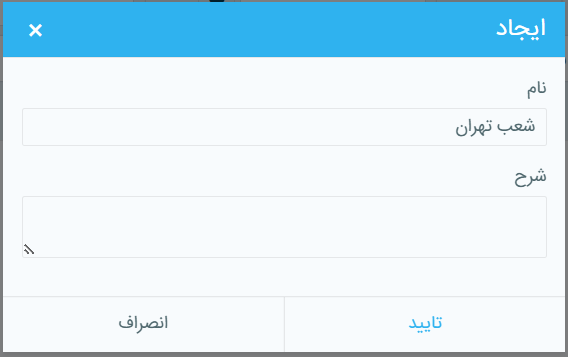 ایجاد
نام
شعب تهران
شرح
تایید
انصراف